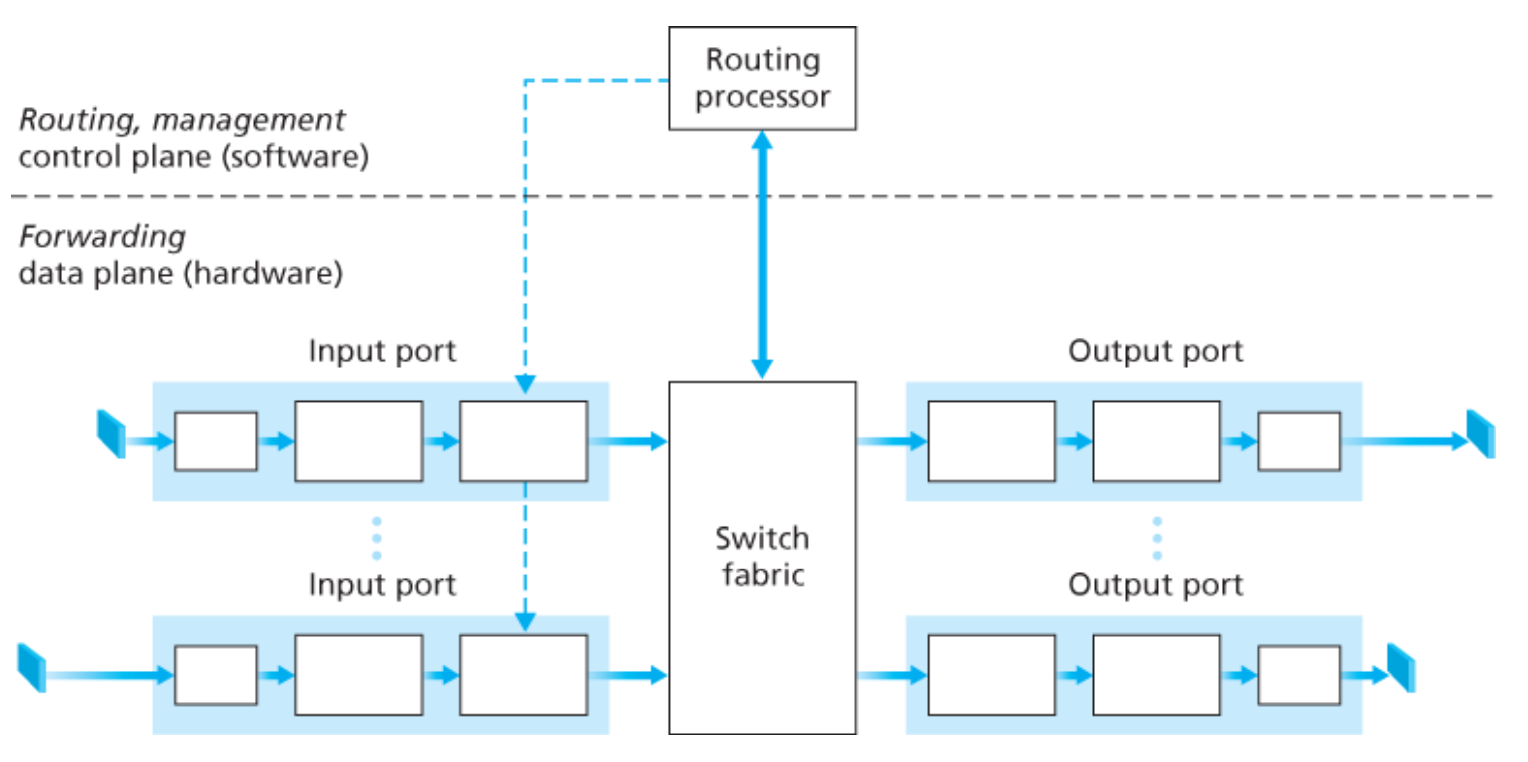 Routing
processor
Routing, management
control plane (software)
Forwarding
data plane (hardware)
Input port
Output port
Switch
fabric
Input port
Output port